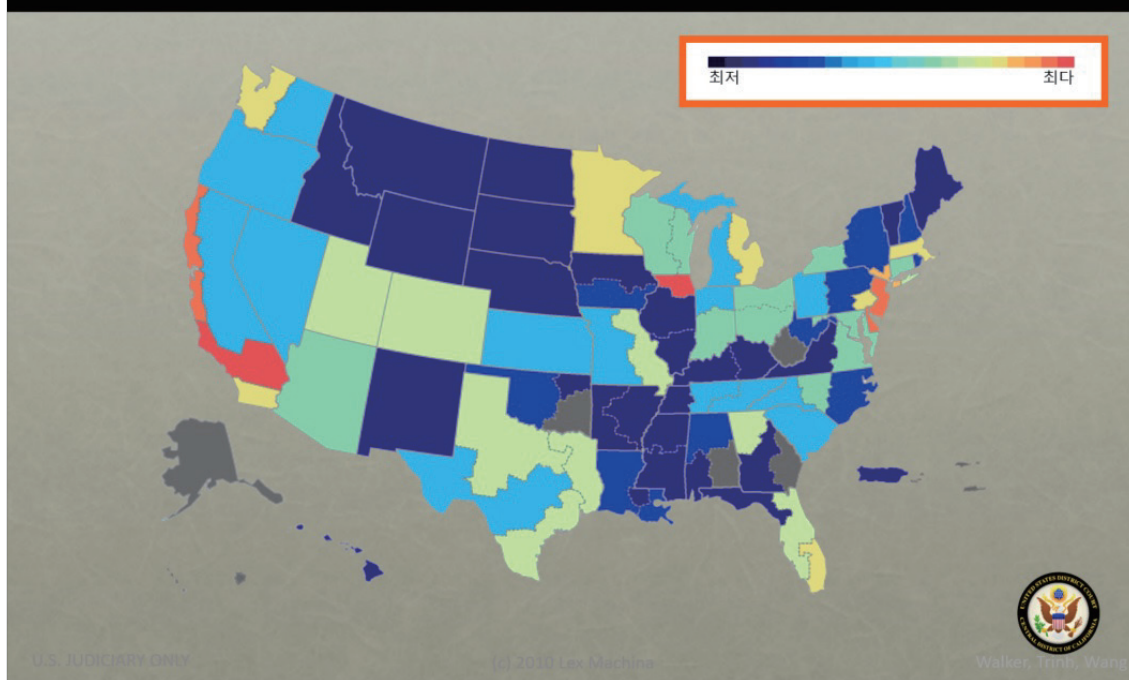 최저
최다
UNITED STATES DISTRICT COURT
CENTRAL DISTRICT OF CALIFORNIA
U.S. JUDICIARY ONLY
(c) 2010 Lex Machina
Walker, Trinh, Wang